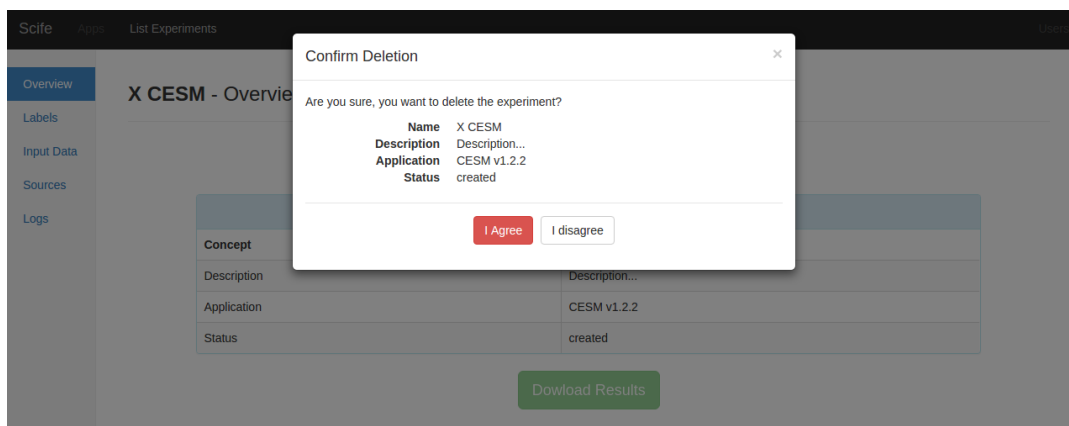 Scife Apps List Experiments User
Confirm Deletion ×
Overview
X CESM - Overvie
Are you sure, you want to delete the experiment?
Labels
Name X CESM
Description Description...
Input Data
Application CESM v1.2.2
Status created
Sources
Logs
I Agree I disagree
Concept
Description Description...
Application CESM v1.2.2
Status created
Dowload Results